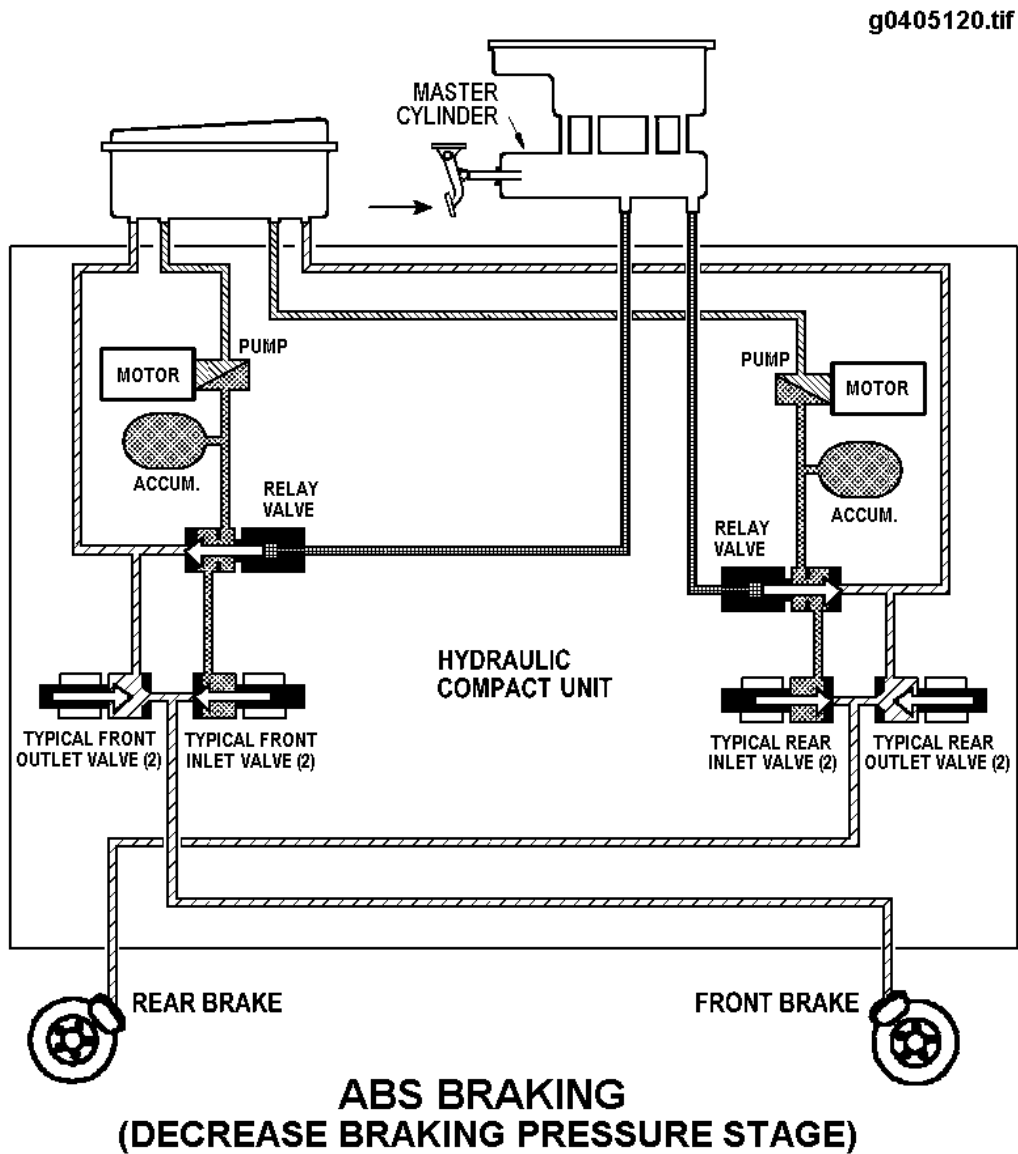 g0405120.tif
MASTER
CYLINDER
PUMP
MOTOR
ACCUM.
RELAY
VALVE
PUMP
MOTOR
ACCUM.
RELAY
VALVE
HYDRAULIC
COMPACT UNIT
TYPICAL FRONT
OUTLET VALVE (2)
TYPICAL FRONT
INLET VALVE (2)
TYPICAL REAR
INLET VALVE (2)
TYPICAL REAR
OUTLET VALVE (2)
REAR BRAKE
FRONT BRAKE
ABS BRAKING
(DECREASE BRAKING PRESSURE STAGE)